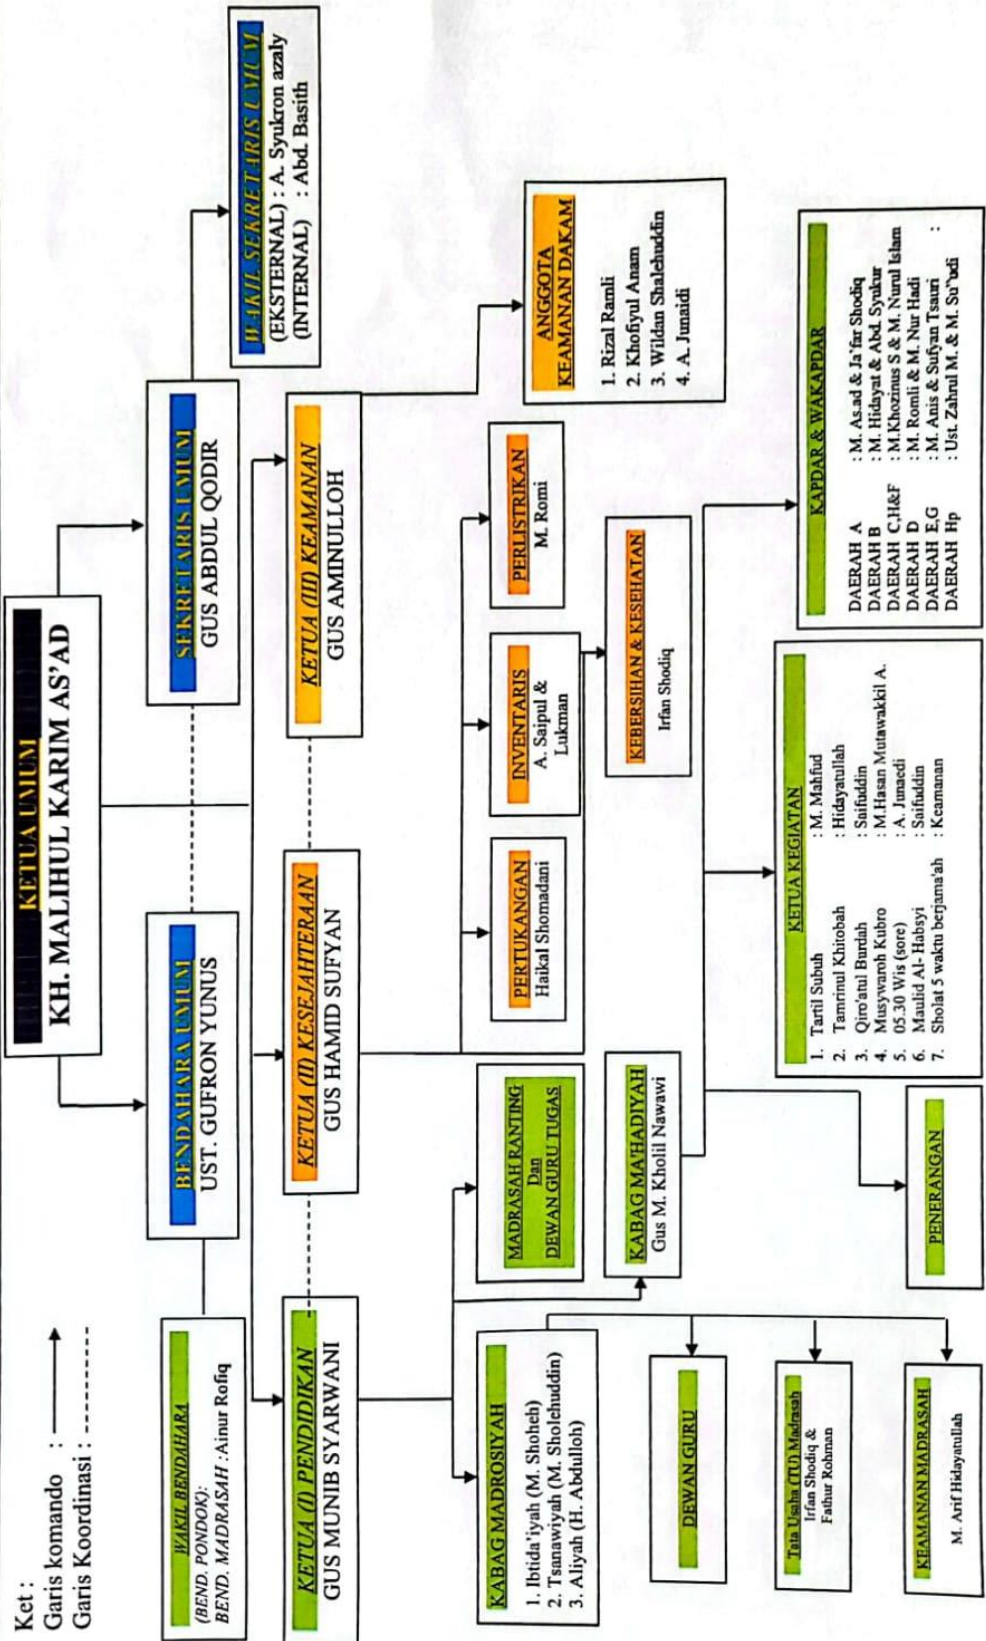 Ket :
Garis komando :
Garis Koordinasi :
KETUA UMUM
KH. MALIHUL KARIM AS’AD
BENDAHARA UMUM
UST. GUFRON YUNUS
SEKRETARIS UMUM
GUS ABDUL QODIR
WAKIL BENDAHARA
(BEND. PONDOK):
BEND. MADRASAH :Ainur Rofiq
WAKIL SEKRETARIS UMUM
(EKSTERNAL) : A. Syukron azaly
(INTERNAL) : Abd. Basith
KETUA (I) PENDIDIKAN
GUS MUNIB SYARWANI
KETUA (II) KESEJAHTERAAN
GUS HAMID SUFYAN
KETUA (III) KEAMANAN
GUS AMINULLOH
KABAG MADROSIYAH
1. Ibtida’iyah (M. Shoheh)
2. Tsanawiyah (M. Sholehuddin)
3. Aliyah (H. Abdulloh)
MADRASAH RANTING
Dan
DEWAN GURU TUGAS
PERTUKANGAN
Haikal Shomadani
INVENTARIS
A. Saipul &
Lukman
PERLISTRIKAN
M. Romi
ANGGOTA
KEAMANAN DAKAM
1. Rizal Ramli
2. Khofiyul Anam
3. Wildan Shalehuddin
4. A. Junaidi
KABAG MA'HADIYAH
Gus M. Kholil Nawawi
KEBERSIHAN & KESEHATAN
Irfan Shodiq
DEWAN GURU
Tata Usaha (TU) Madrasah
Irfan Shodiq &
Fathur Rohman
KEAMANAN MADRASAH
M. Arif Hidayatullah
PENERANGAN
KETUA KEGIATAN
1. Tartil Subuh : M. Mahfud
2. Tamrinul Khitobah : Hidayatullah
3. Qiro'atul Burdah : Saifuddin
4. Musywaroh Kubro : M.Hasan Mutawakkil A.
5. 05.30 Wis (sore) : A. Junaedi
6. Maulid Al- Habsyi : Saifuddin
7. Sholat 5 waktu berjama'ah : Keamanan
KAPDAR & WAKAPDAR
DAERAH A : M. As.ad & Ja’far Shodiq
DAERAH B : M. Hidayat & Abd. Syukur
DAERAH C,H&F : M.Khozinus S & M. Nurul Islam
DAERAH D : M. Romli & M. Nur Hadi
DAERAH E,G : M. Anis & Sufyan Tsauri :
DAERAH Hp : Ust. Zahrul M. & M. Su”udi